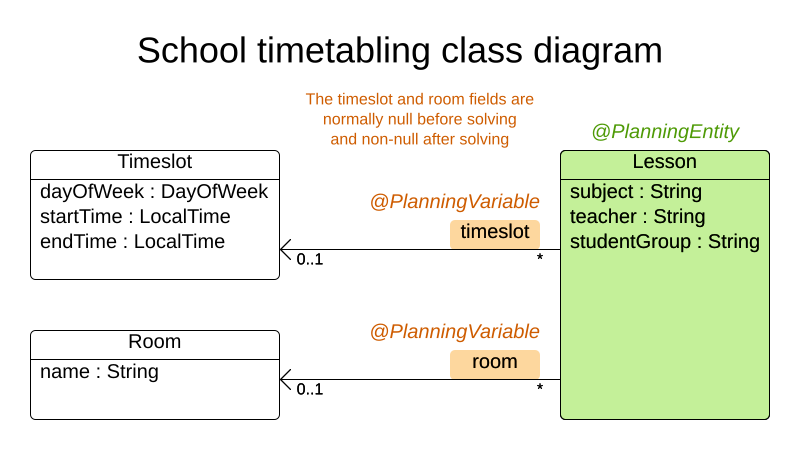 School timetabling class diagram
The timeslot and room fields are
normally null before solving
and non-null after solving
@PlanningEntity
Timeslot
dayOfWeek : DayOfWeek
startTime : LocalTime
endTime : LocalTime
@PlanningVariable
timeslot
0..1
*
Lesson
subject : String
teacher : String
studentGroup : String
Room
name : String
@PlanningVariable
room
0..1
*